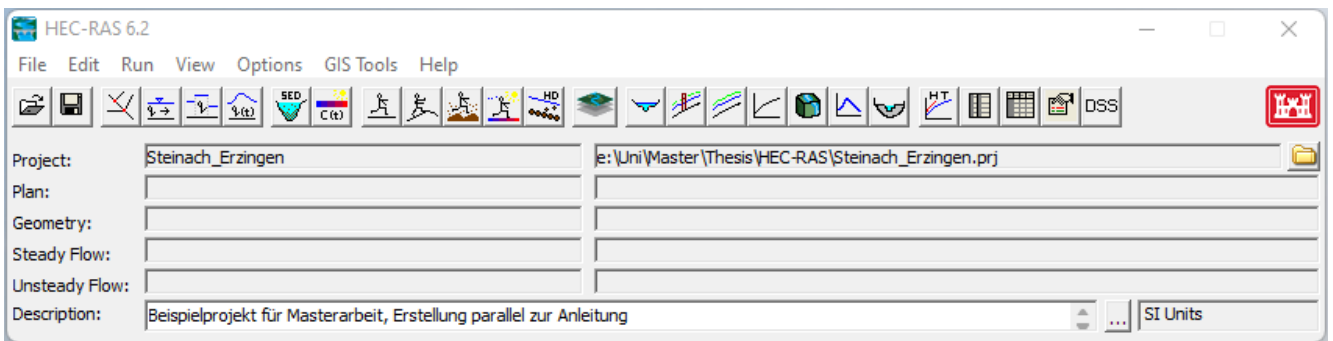 HEC-RAS 6.2
File Edit Run View Options GIS Tools Help
SED C(t) HD HT DSS
Project: Steinach_Erzingen e:\Uni\Master\Thesis\HEC-RAS\Steinach_Erzingen.prj
Plan:
Geometry:
Steady Flow:
Unsteady Flow:
Description: Beispielprojekt für Masterarbeit, Erstellung parallel zur Anleitung ... SI Units